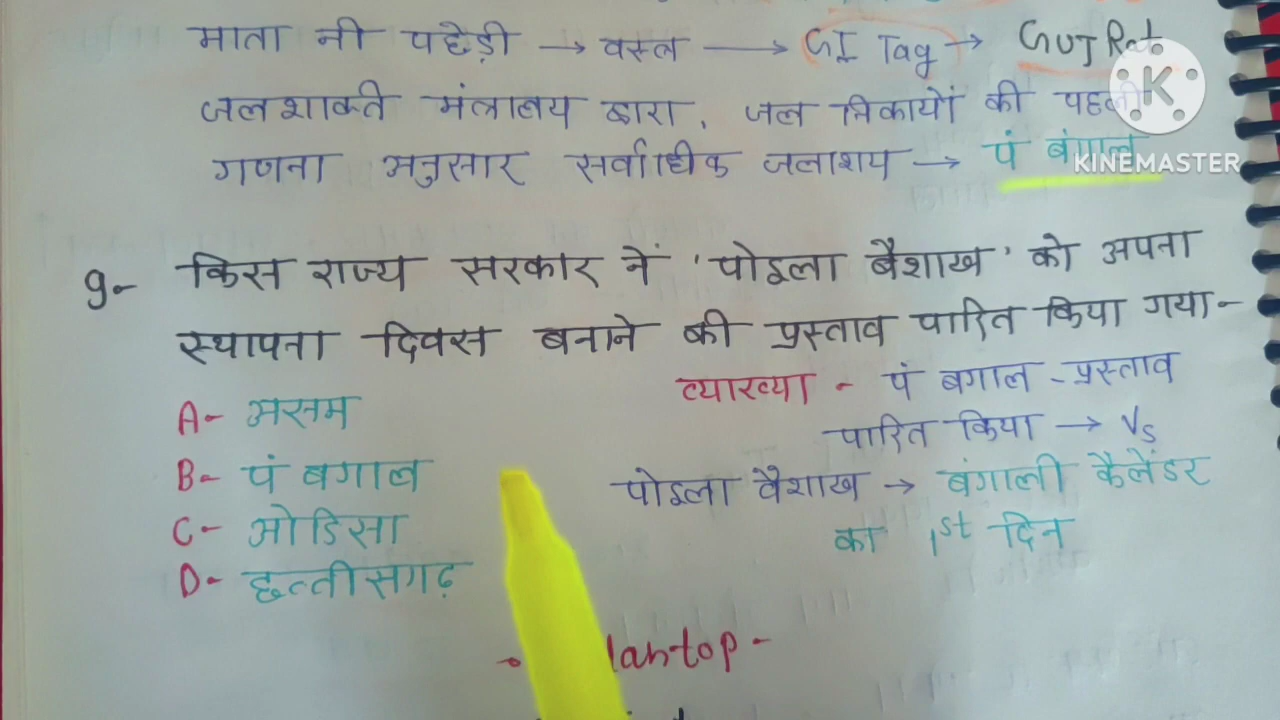 माता नी पछेड़ी → वस्त्र → GI Tag → GUJRat
जलशक्ति मंत्रालय द्वारा, जल निकायों की पहली
गणना अनुसार सर्वाधिक जलाशय → पं बंगाल
KINEMASTER
9- किस राज्य सरकार नें 'पोइला बैशाख' को अपना
स्थापना दिवस बनाने की प्रस्ताव पारित किया गया-
व्याख्या - पं बगाल - प्रस्ताव
पारित किया → VS
A- असम
B- पं बगाल
पोइला वैशाख → बंगाली कैलेंडर
का 1st दिन
C- ओडिसा
D- छत्तीसगढ़